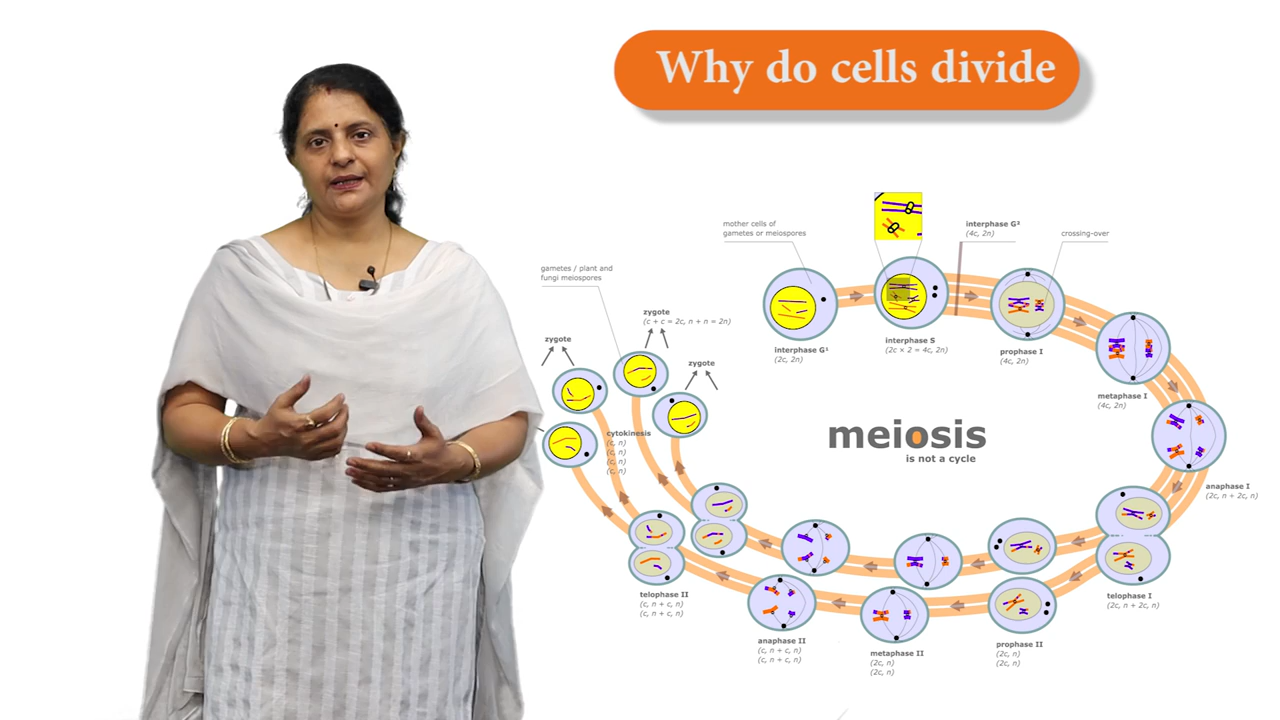 Why do cells divide
mother cells of
gametes or meiospores
interphase G²
(4c, 2n)
crossing-over
gametes / plant and
fungi meiospores
zygote
(c + c = 2c, n + n = 2n)
zygote
zygote
interphase G¹
(2c, 2n)
interphase S
(2c × 2 = 4c, 2n)
prophase I
(4c, 2n)
metaphase I
(4c, 2n)
meiosis
is not a cycle
cytokinesis
(c, n)
(c, n)
(c, n)
(c, n)
anaphase I
(2c, n + 2c, n)
telophase II
(c, n + c, n)
(c, n + c, n)
telophase I
(2c, n + 2c, n)
anaphase II
(c, n + c, n)
(c, n + c, n)
metaphase II
(2c, n)
(2c, n)
prophase II
(2c, n)
(2c, n)